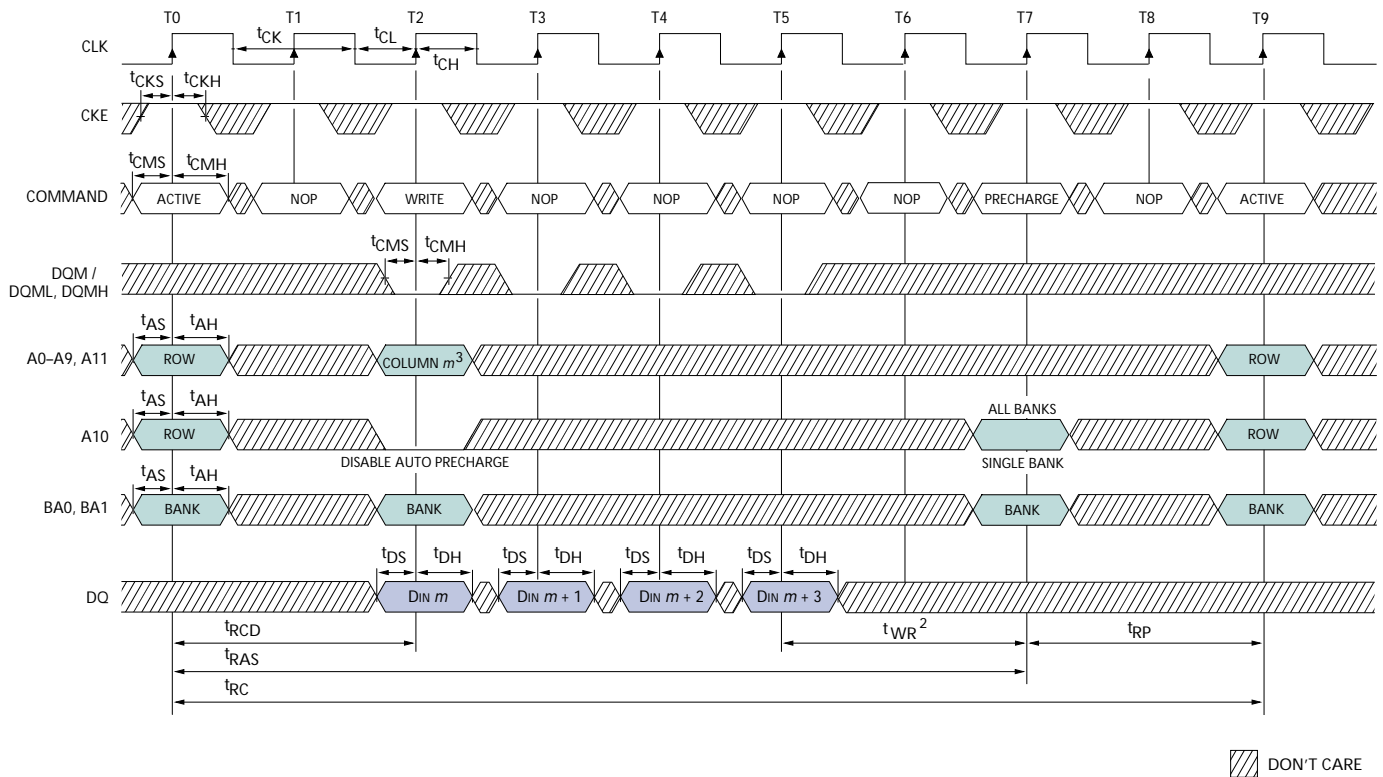 T0 T1 T2 T3 T4 T5 T6 T7 T8 T9
CLK tCK tCL tCH
tCKS tCKH
CKE
tCMS tCMH
COMMAND ACTIVE NOP WRITE NOP NOP NOP NOP PRECHARGE NOP ACTIVE
tCMS tCMH
DQM /
DQML, DQMH
tAS tAH
A0–A9, A11 ROW COLUMN m3 ROW
tAS tAH ALL BANKS
A10 ROW ROW
DISABLE AUTO PRECHARGE SINGLE BANK
tAS tAH
BA0, BA1 BANK BANK BANK BANK
tDS tDH tDS tDH tDS tDH tDS tDH
DQ DIN m DIN m + 1 DIN m + 2 DIN m + 3
tRCD tWR2 tRP
tRAS
tRC
DON'T CARE